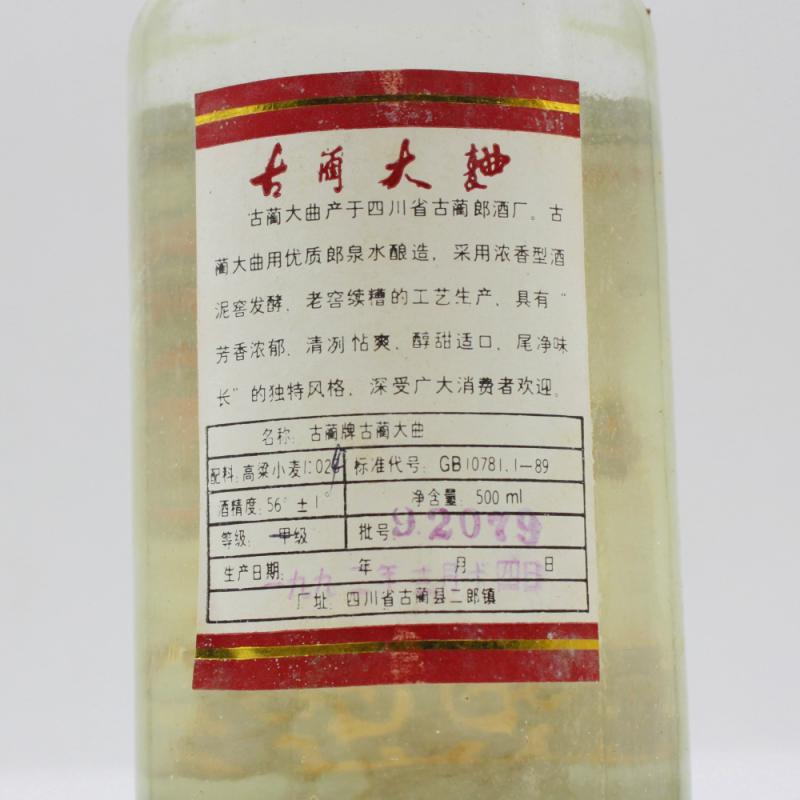 古蔺大麯
古蔺大曲产于四川省古蔺郎酒厂。古
蔺大曲用优质郎泉水酿造，采用浓香型酒
泥窖发酵，老窖续糟的工艺生产，具有“
芳香浓郁、清冽帖爽、醇甜适口、尾净味
长”的独特风格，深受广大消费者欢迎。
名称：古蔺牌古蔺大曲
配料：高粱小麦
标准代号：GB10781.1—89
酒精度：56°±1°
净含量：500ml
等级：甲级
批号：92079
生产日期： 年 月 日
厂址：四川省古蔺县二郎镇